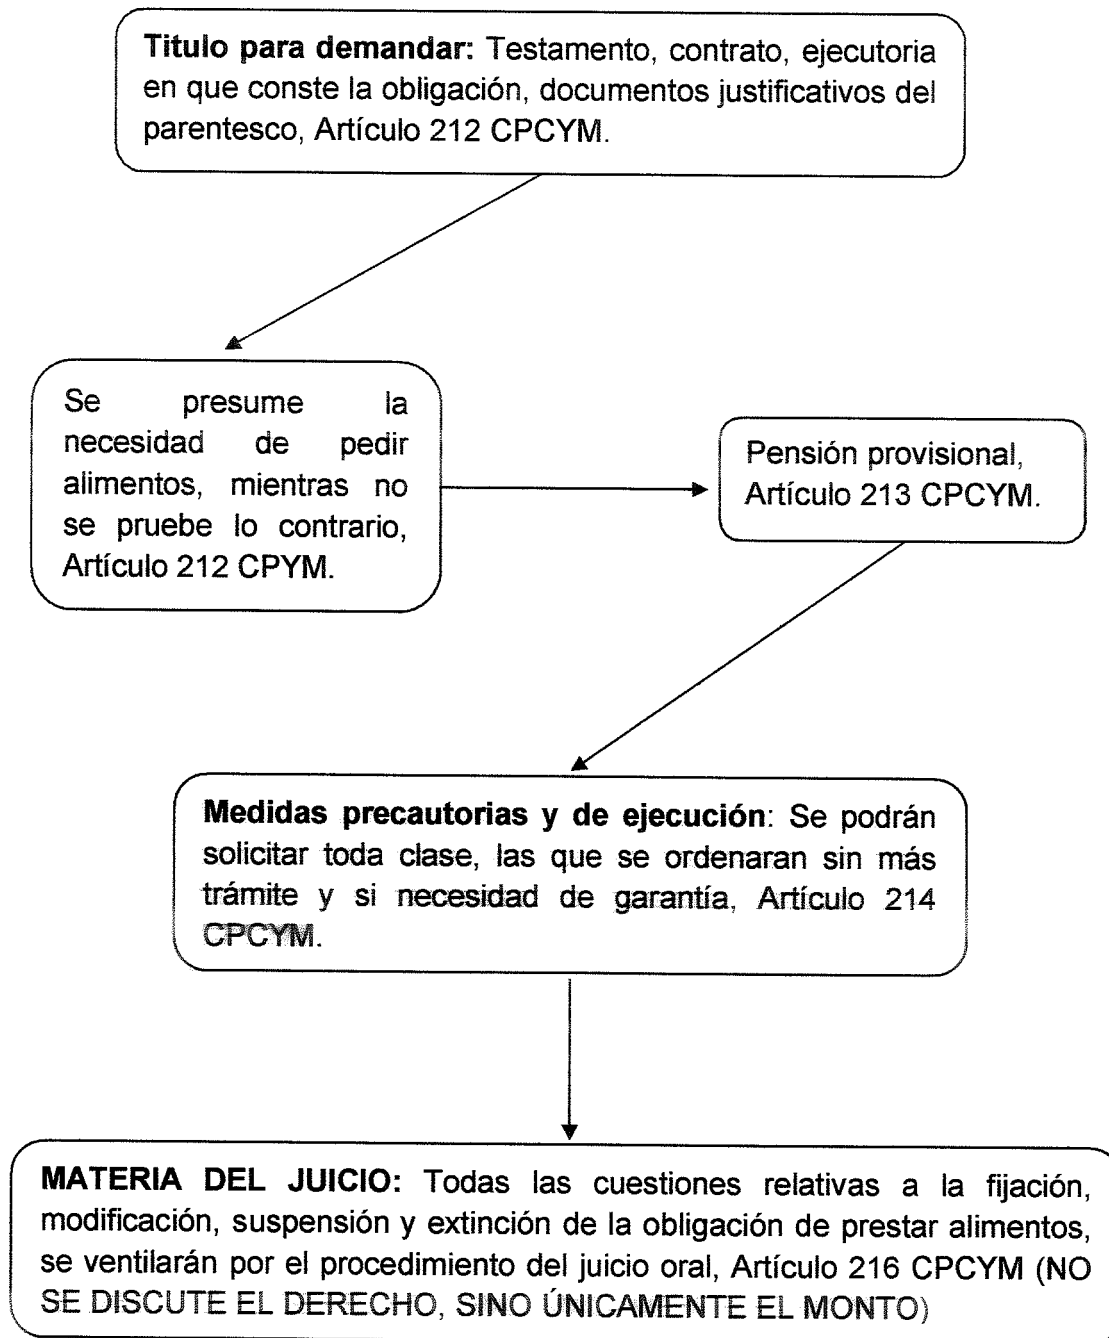 Titulo para demandar: Testamento, contrato, ejecutoria
en que conste la obligación, documentos justificativos del
parentesco, Artículo 212 CPCYM.
Se presume la
necesidad de pedir
alimentos, mientras no
se pruebe lo contrario,
Artículo 212 CPYM.
Pensión provisional,
Artículo 213 CPCYM.
Medidas precautorias y de ejecución: Se podrán
solicitar toda clase, las que se ordenaran sin más
trámite y si necesidad de garantía, Artículo 214
CPCYM.
MATERIA DEL JUICIO: Todas las cuestiones relativas a la fijación,
modificación, suspensión y extinción de la obligación de prestar alimentos,
se ventilarán por el procedimiento del juicio oral, Artículo 216 CPCYM (NO
SE DISCUTE EL DERECHO, SINO ÚNICAMENTE EL MONTO)